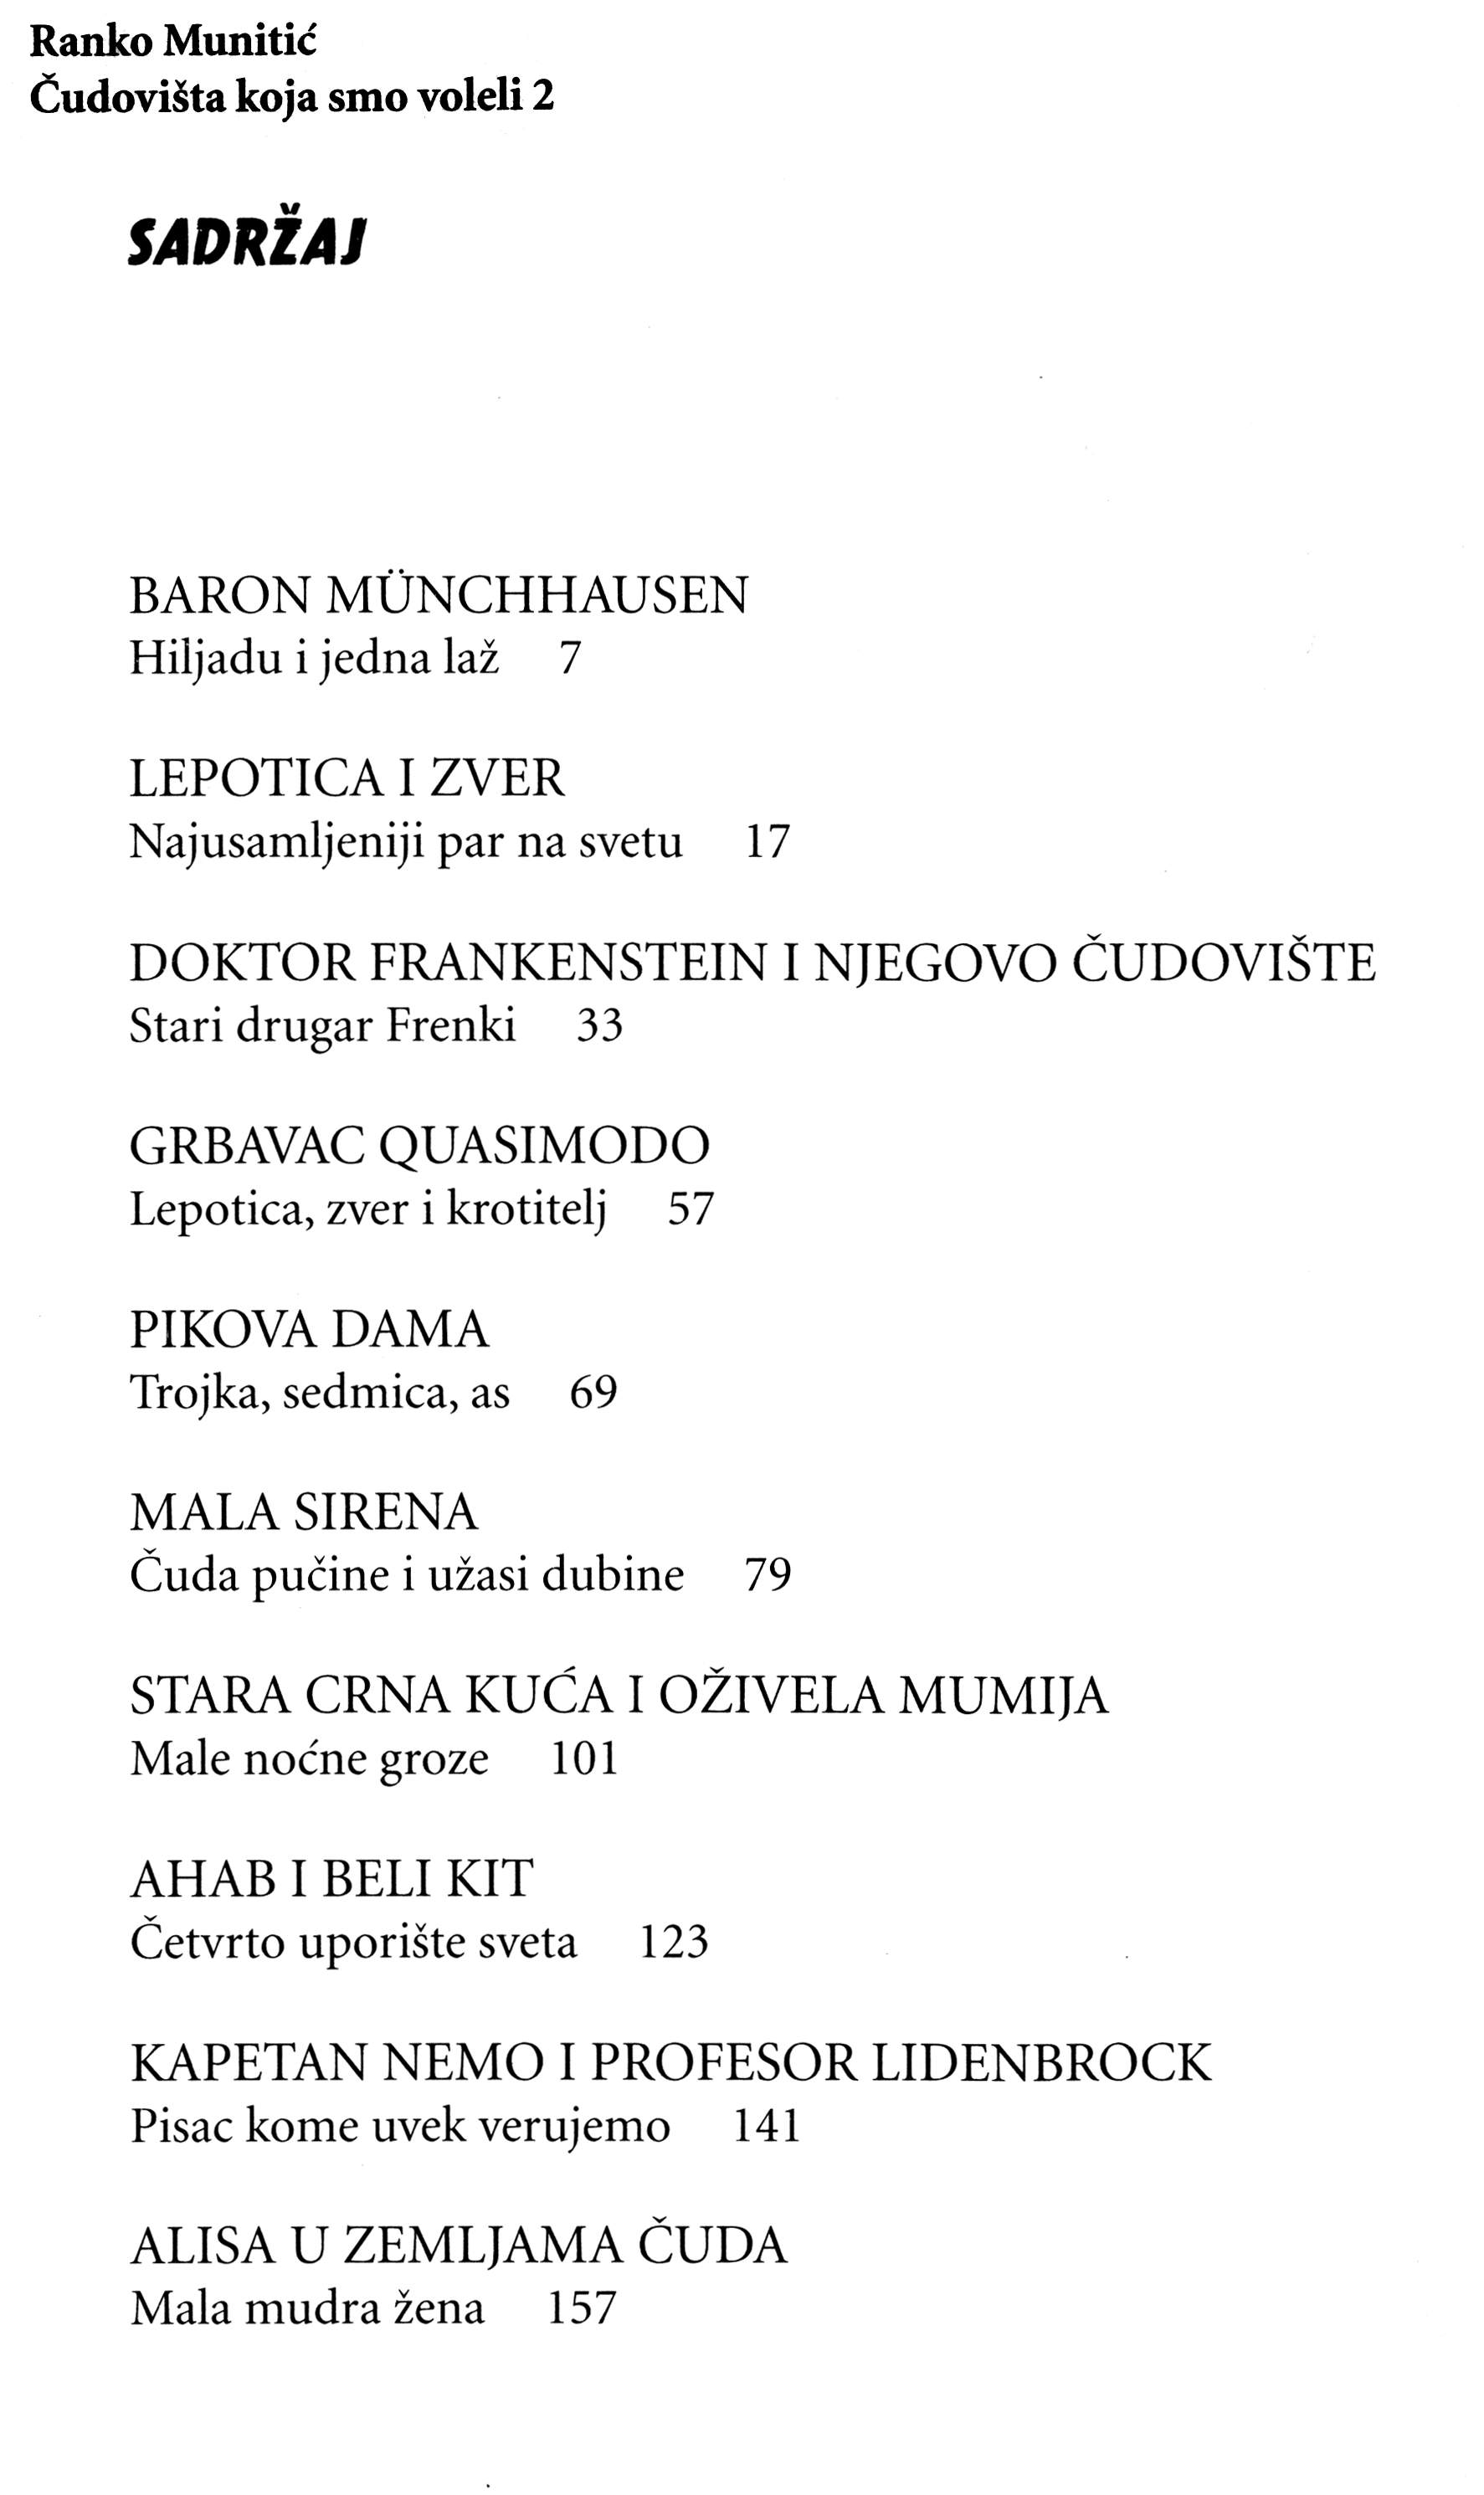 Ranko Munitić
Čudovišta koja smo voleli 2
SADRŽAJ
BARON MÜNCHHAUSEN
Hiljadu i jedna laž 7
LEPOTICA I ZVER
Najusamljeniji par na svetu 17
DOKTOR FRANKENSTEIN I NJEGOVO ČUDOVIŠTE
Stari drugar Frenki 33
GRBAVAC QUASIMODO
Lepotica, zver i krotitelj 57
PIKOVA DAMA
Trojka, sedmica, as 69
MALA SIRENA
Čuda pučine i užasi dubine 79
STARA CRNA KUĆA I OŽIVELA MUMIJA
Male noćne groze 101
AHAB I BELI KIT
Četvrto uporište sveta 123
KAPETAN NEMO I PROFESOR LIDENBROCK
Pisac kome uvek verujemo 141
ALISA U ZEMLJAMA ČUDA
Mala mudra žena 157